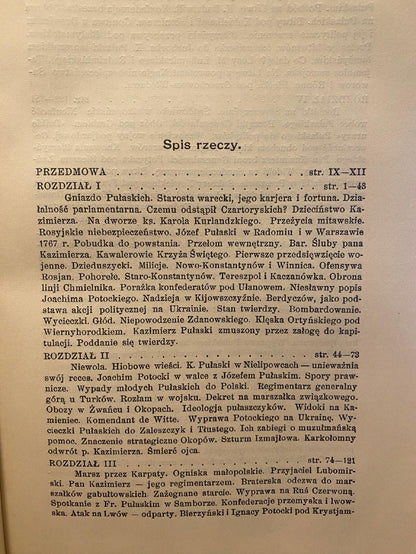 Spis rzeczy.
PRZEDMOWA . . . . . . . . . . . . . . . str. IX—XII
ROZDZIAŁ I . . . . . . . . . . . . . . . str. 1—43
Gniazdo Pułaskich. Starosta warecki, jego karjera i fortuna. Dzia-
łalność parlamentarna. Czemu odstąpił Czartoryskich? Dzieciństwo Ka-
zimierza. Na dworze ks. Karola Kurlandzkiego. Przeżycia mitawskie.
Rosyjskie niebezpieczeństwo. Józef Pułaski w Radomiu i w Warszawie
1767 r. Pobudka do powstania. Przełom wewnętrzny. Bar. Śluby pana
Kazimierza. Kawalerowie Krzyża Świętego. Pierwsze przedsięwzięcie wo-
jenne. Dzieduszycki. Milicje. Nowo-Konstantynów i Winnica. Ofensywa
Rosjan. Pohorełe. Staro-Konstantynów. Tereszpol i Kaczanówka. Obrona
linji Chmielnika. Porażka konfederatów pod Ułanowem. Niesławny popis
Joachima Potockiego. Nadzieja w Kijowszczyźnie. Berdyczów, jako pod-
stawa akcji politycznej na Ukrainie. Stan twierdzy. Bombardowanie.
Wycieczki. Głód. Niepowodzenie Zdanowskiego. Klęska Ortyńskiego pod
Wiernyhorodkiem. Kazimierz Pułaski zmuszony przez załogę do kapi-
tulacji. Poddanie się twierdzy.
ROZDZIAŁ II . . . . . . . . . . . . . . . str. 44—73
Niewola. Hiobowe wieści. K. Pułaski w Nielipowcach — unieważnia
swój reces. Joachim Potocki w walce z Józefem Pułaskim. Spory praw-
nicze. Wypady młodych Pułaskich do Polski. Regimentarz generalny
górą u Turków. Rozłam w wojsku. Dekret na marszałka związkowego.
Obozy w Żwańcu i Okopach. Ideologja pułaszczyków. Widoki na Ka-
mieniec. Komendant de Witte. Wyprawa Potockiego na Ukrainę. Wy-
cieczki Pułaskich do Zaleszczyk i Tłustego. Ich zabiegi o muzułmańską
pomoc. Znaczenie strategiczne Okopów. Szturm Izmajłowa. Karkołomny
odwrót p. Kazimierza. Śmierć ojca.
ROZDZIAŁ III . . . . . . . . . . . . . . . str. 74—121
Marsz przez Karpaty. Ogniska małopolskie. Przyjaciel Lubomir-
ski. Pan Kazimierz — jego regimentarzem. Braterska odezwa do mar-
szałków gabułtowskich. Zażegnane starcie. Wyprawa na Ruś Czerwoną.
Spotkanie z Fr. Pułaskim w Samborze. Konfederacje przemyska i lwow-
ska. Atak na Lwów — odparty. Bierzyński i Ignacy Potocki pod Krystjam-